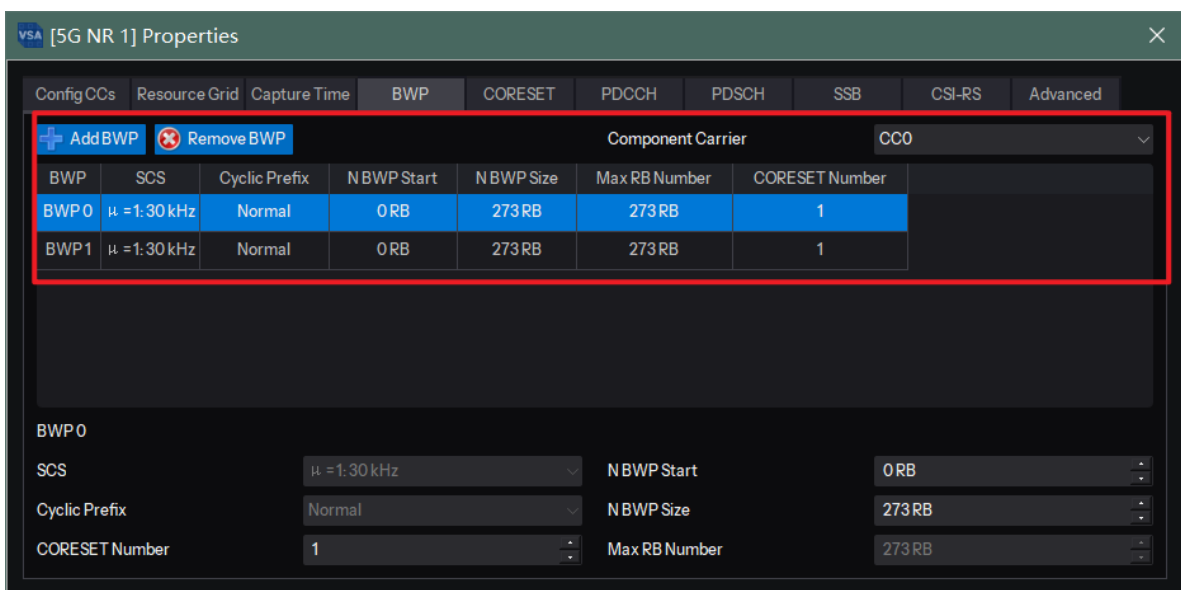 VSA [5G NR 1] Properties
Config CCs Resource Grid Capture Time BWP CORESET PDCCH PDSCH SSB CSI-RS Advanced
Add BWP Remove BWP Component Carrier CC0
BWP SCS Cyclic Prefix N BWP Start N BWP Size Max RB Number CORESET Number
BWP 0 μ =1: 30 kHz Normal 0 RB 273 RB 273 RB 1
BWP 1 μ =1: 30 kHz Normal 0 RB 273 RB 273 RB 1
BWP 0
SCS μ =1: 30 kHz N BWP Start 0 RB
Cyclic Prefix Normal N BWP Size 273 RB
CORESET Number 1 Max RB Number 273 RB